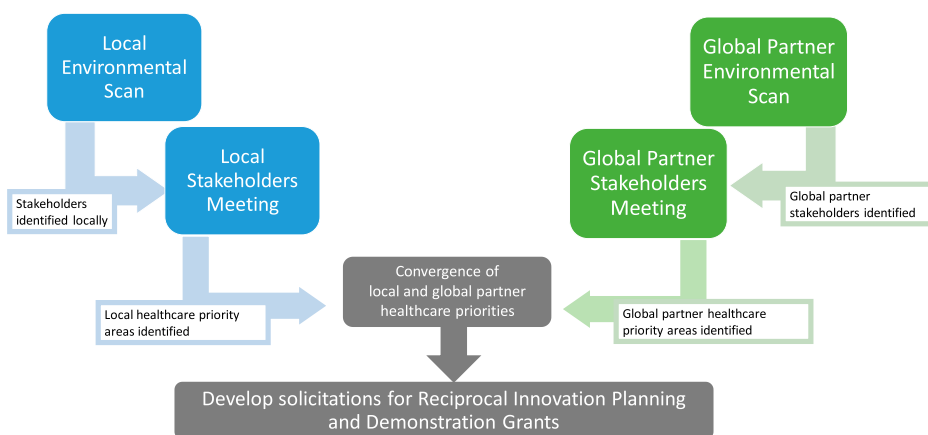 Local
Environmental
Scan
Global Partner
Environmental
Scan
Local
Stakeholders
Meeting
Global Partner
Stakeholders
Meeting
Stakeholders
identified locally
Global partner
stakeholders identified
Convergence of
local and global partner
healthcare priorities
Local healthcare priority
areas identified
Global partner healthcare
priority areas identified
Develop solicitations for Reciprocal Innovation Planning
and Demonstration Grants